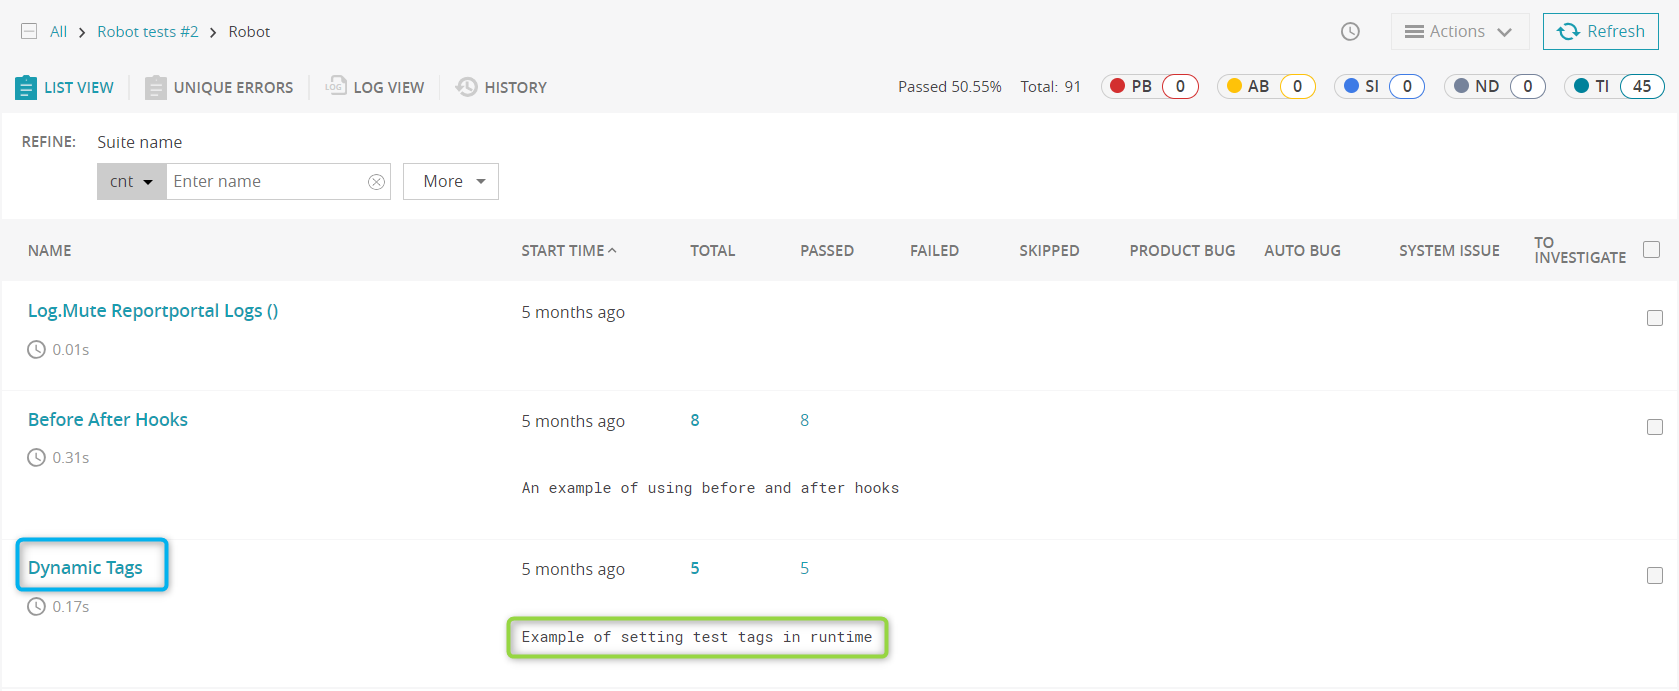 All > Robot tests #2 > Robot
Actions
Refresh
LIST VIEW
UNIQUE ERRORS
LOG
LOG VIEW
HISTORY
Passed 50.55% Total: 91
PB 0
AB 0
SI 0
ND 0
TI 45
REFINE: Suite name
cnt Enter name More
NAME START TIME TOTAL PASSED FAILED SKIPPED PRODUCT BUG AUTO BUG SYSTEM ISSUE TO INVESTIGATE
Log.Mute Reportportal Logs () 5 months ago
0.01s
Before After Hooks 5 months ago 8 8
0.31s
An example of using before and after hooks
Dynamic Tags 5 months ago 5 5
0.17s
Example of setting test tags in runtime